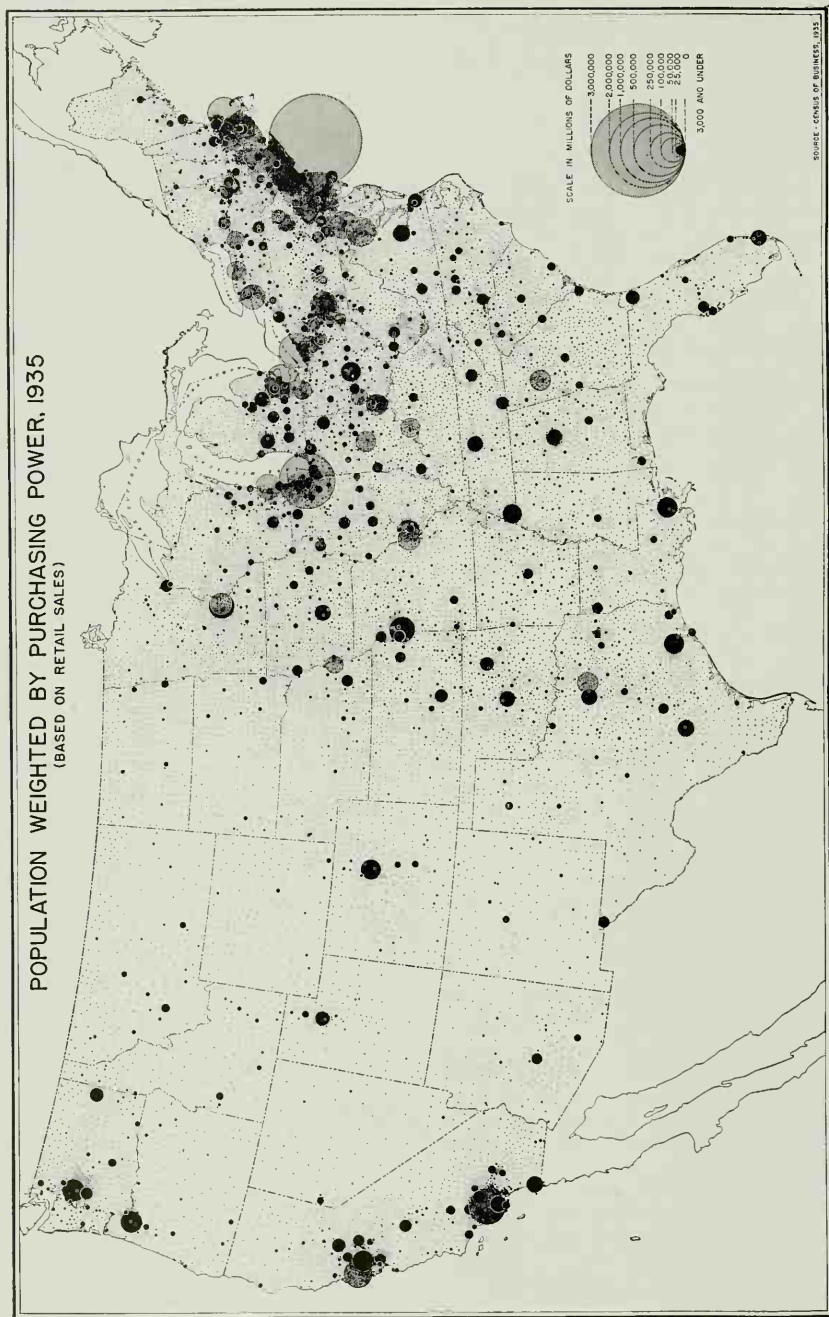 POPULATION WEIGHTED BY PURCHASING POWER, 1935
(BASED ON RETAIL SALES)
SCALE IN MILLIONS OF DOLLARS
3,000,000
2,000,000
1,000,000
500,000
250,000
100,000
50,000
25,000
0
3,000 AND UNDER
SOURCE - CENSUS OF BUSINESS, 1935